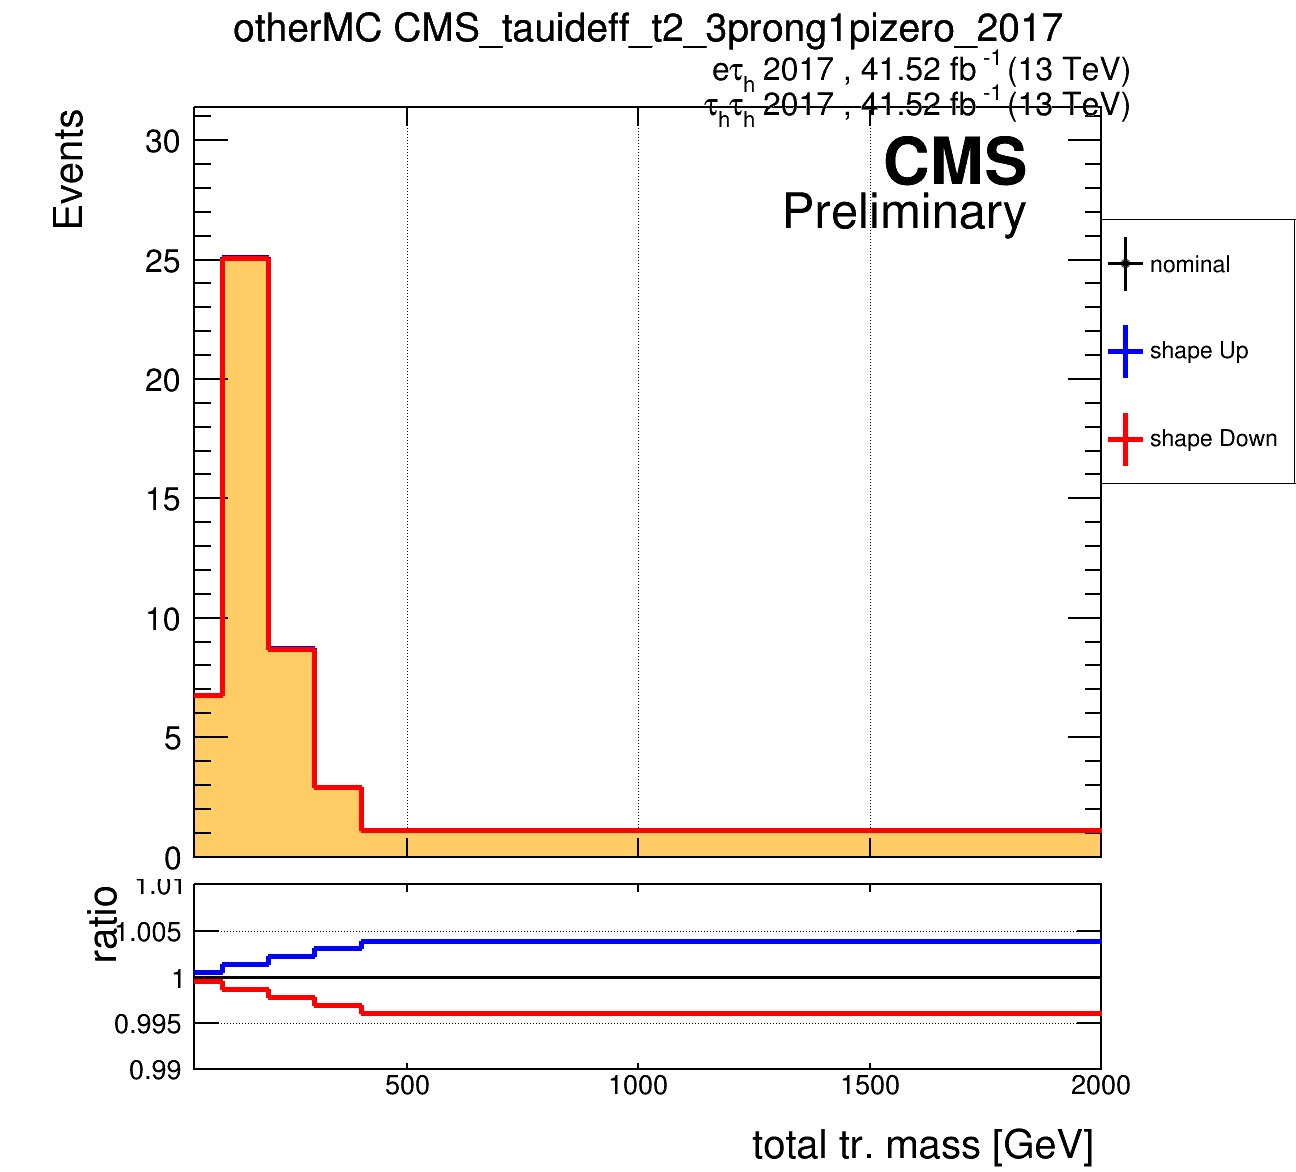 otherMC CMS_tauideff_t2_3prong1pizero_2017
eτh 2017 , 41.52 fb-1 (13 TeV)
τhτh 2017 , 41.52 fb-1 (13 TeV)
CMS
Preliminary
Events
30
25
20
15
10
5
0
nominal
shape Up
shape Down
ratio
1.01
1.005
1
0.995
0.99
500 1000 1500 2000
total tr. mass [GeV]